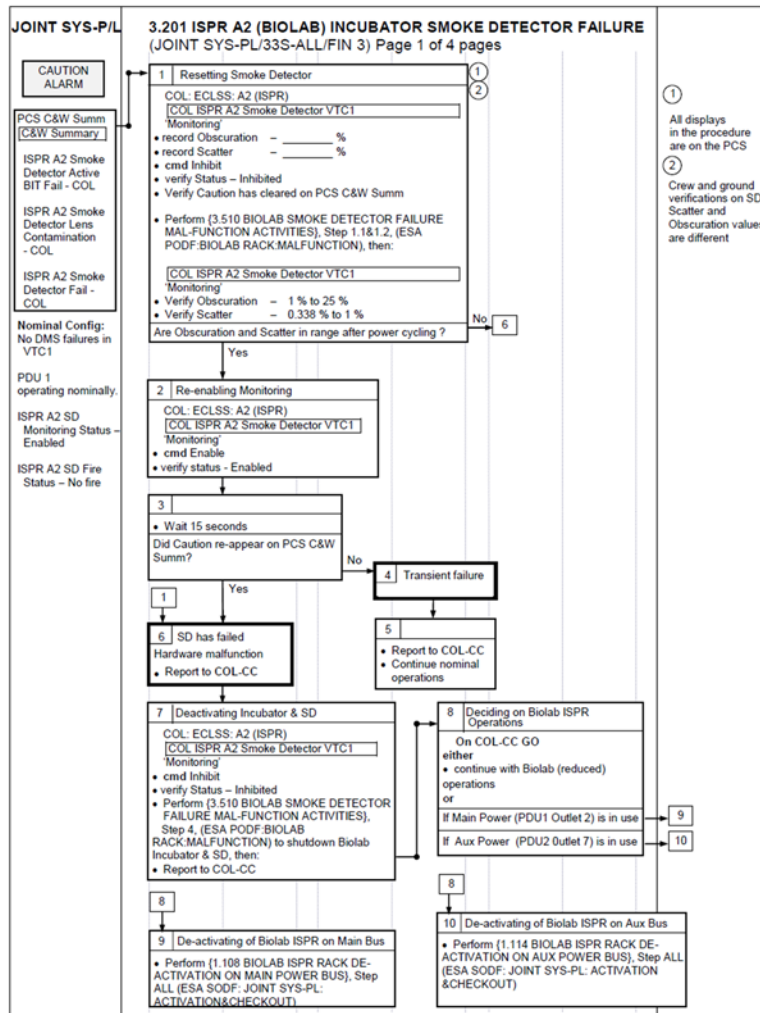 JOINT SYS-P/L
3.201 ISPR A2 (BIOLAB) INCUBATOR SMOKE DETECTOR FAILURE
(JOINT SYS-PL/33S-ALL/FIN 3) Page 1 of 4 pages
CAUTION
ALARM
PCS C&W Summ
C&W Summary
ISPR A2 Smoke
Detector Active
BIT Fail - COL
ISPR A2 Smoke
Detector Lens
Contamination
- COL
ISPR A2 Smoke
Detector Fail -
COL
Nominal Config:
No DMS failures in
VTC1
PDU 1
operating nominally.
ISPR A2 SD
Monitoring Status –
Enabled
ISPR A2 SD Fire
Status – No fire
1 Resetting Smoke Detector
1
2
COL: ECLSS: A2 (ISPR)
COL ISPR A2 Smoke Detector VTC1
'Monitoring'
• record Obscuration – ______ %
• record Scatter – ______ %
• cmd Inhibit
• verify Status – Inhibited
• Verify Caution has cleared on PCS C&W Summ
• Perform {3.510 BIOLAB SMOKE DETECTOR FAILURE
MAL-FUNCTION ACTIVITIES}, Step 1.1&1.2, (ESA
PODF:BIOLAB RACK:MALFUNCTION), then:
COL ISPR A2 Smoke Detector VTC1
'Monitoring'
• Verify Obscuration – 1 % to 25 %
• Verify Scatter – 0.338 % to 1 %
Are Obscuration and Scatter in range after power cycling ?
No
6
Yes
1
All displays
in the procedure
are on the PCS
2
Crew and ground
verifications on SD
Scatter and
Obscuration values
are different
2 Re-enabling Monitoring
COL: ECLSS: A2 (ISPR)
COL ISPR A2 Smoke Detector VTC1
'Monitoring'
• cmd Enable
• verify status - Enabled
3
• Wait 15 seconds
Did Caution re-appear on PCS C&W
Summ?
No
Yes
4 Transient failure
5
• Report to COL-CC
• Continue nominal
operations
1
6 SD has failed
Hardware malfunction
• Report to COL-CC
7 Deactivating Incubator & SD
COL: ECLSS: A2 (ISPR)
COL ISPR A2 Smoke Detector VTC1
'Monitoring'
• cmd Inhibit
• verify Status – Inhibited
• Perform {3.510 BIOLAB SMOKE DETECTOR
FAILURE MAL-FUNCTION ACTIVITIES},
Step 4, (ESA PODF:BIOLAB
RACK:MALFUNCTION) to shutdown Biolab
Incubator & SD, then:
• Report to COL-CC
8 Deciding on Biolab ISPR
Operations
On COL-CC GO
either
• continue with Biolab (reduced)
operations
or
If Main Power (PDU1 Outlet 2) is in use
9
If Aux Power (PDU2 0utlet 7) is in use
10
8
9 De-activating of Biolab ISPR on Main Bus
• Perform {1.108 BIOLAB ISPR RACK DE-
ACTIVATION ON MAIN POWER BUS}, Step
ALL (ESA SODF: JOINT SYS-PL:
ACTIVATION&CHECKOUT)
8
10 De-activating of Biolab ISPR on Aux Bus
• Perform {1.114 BIOLAB ISPR RACK DE-
ACTIVATION ON AUX POWER BUS}, Step ALL
(ESA SODF: JOINT SYS-PL: ACTIVATION
&CHECKOUT)